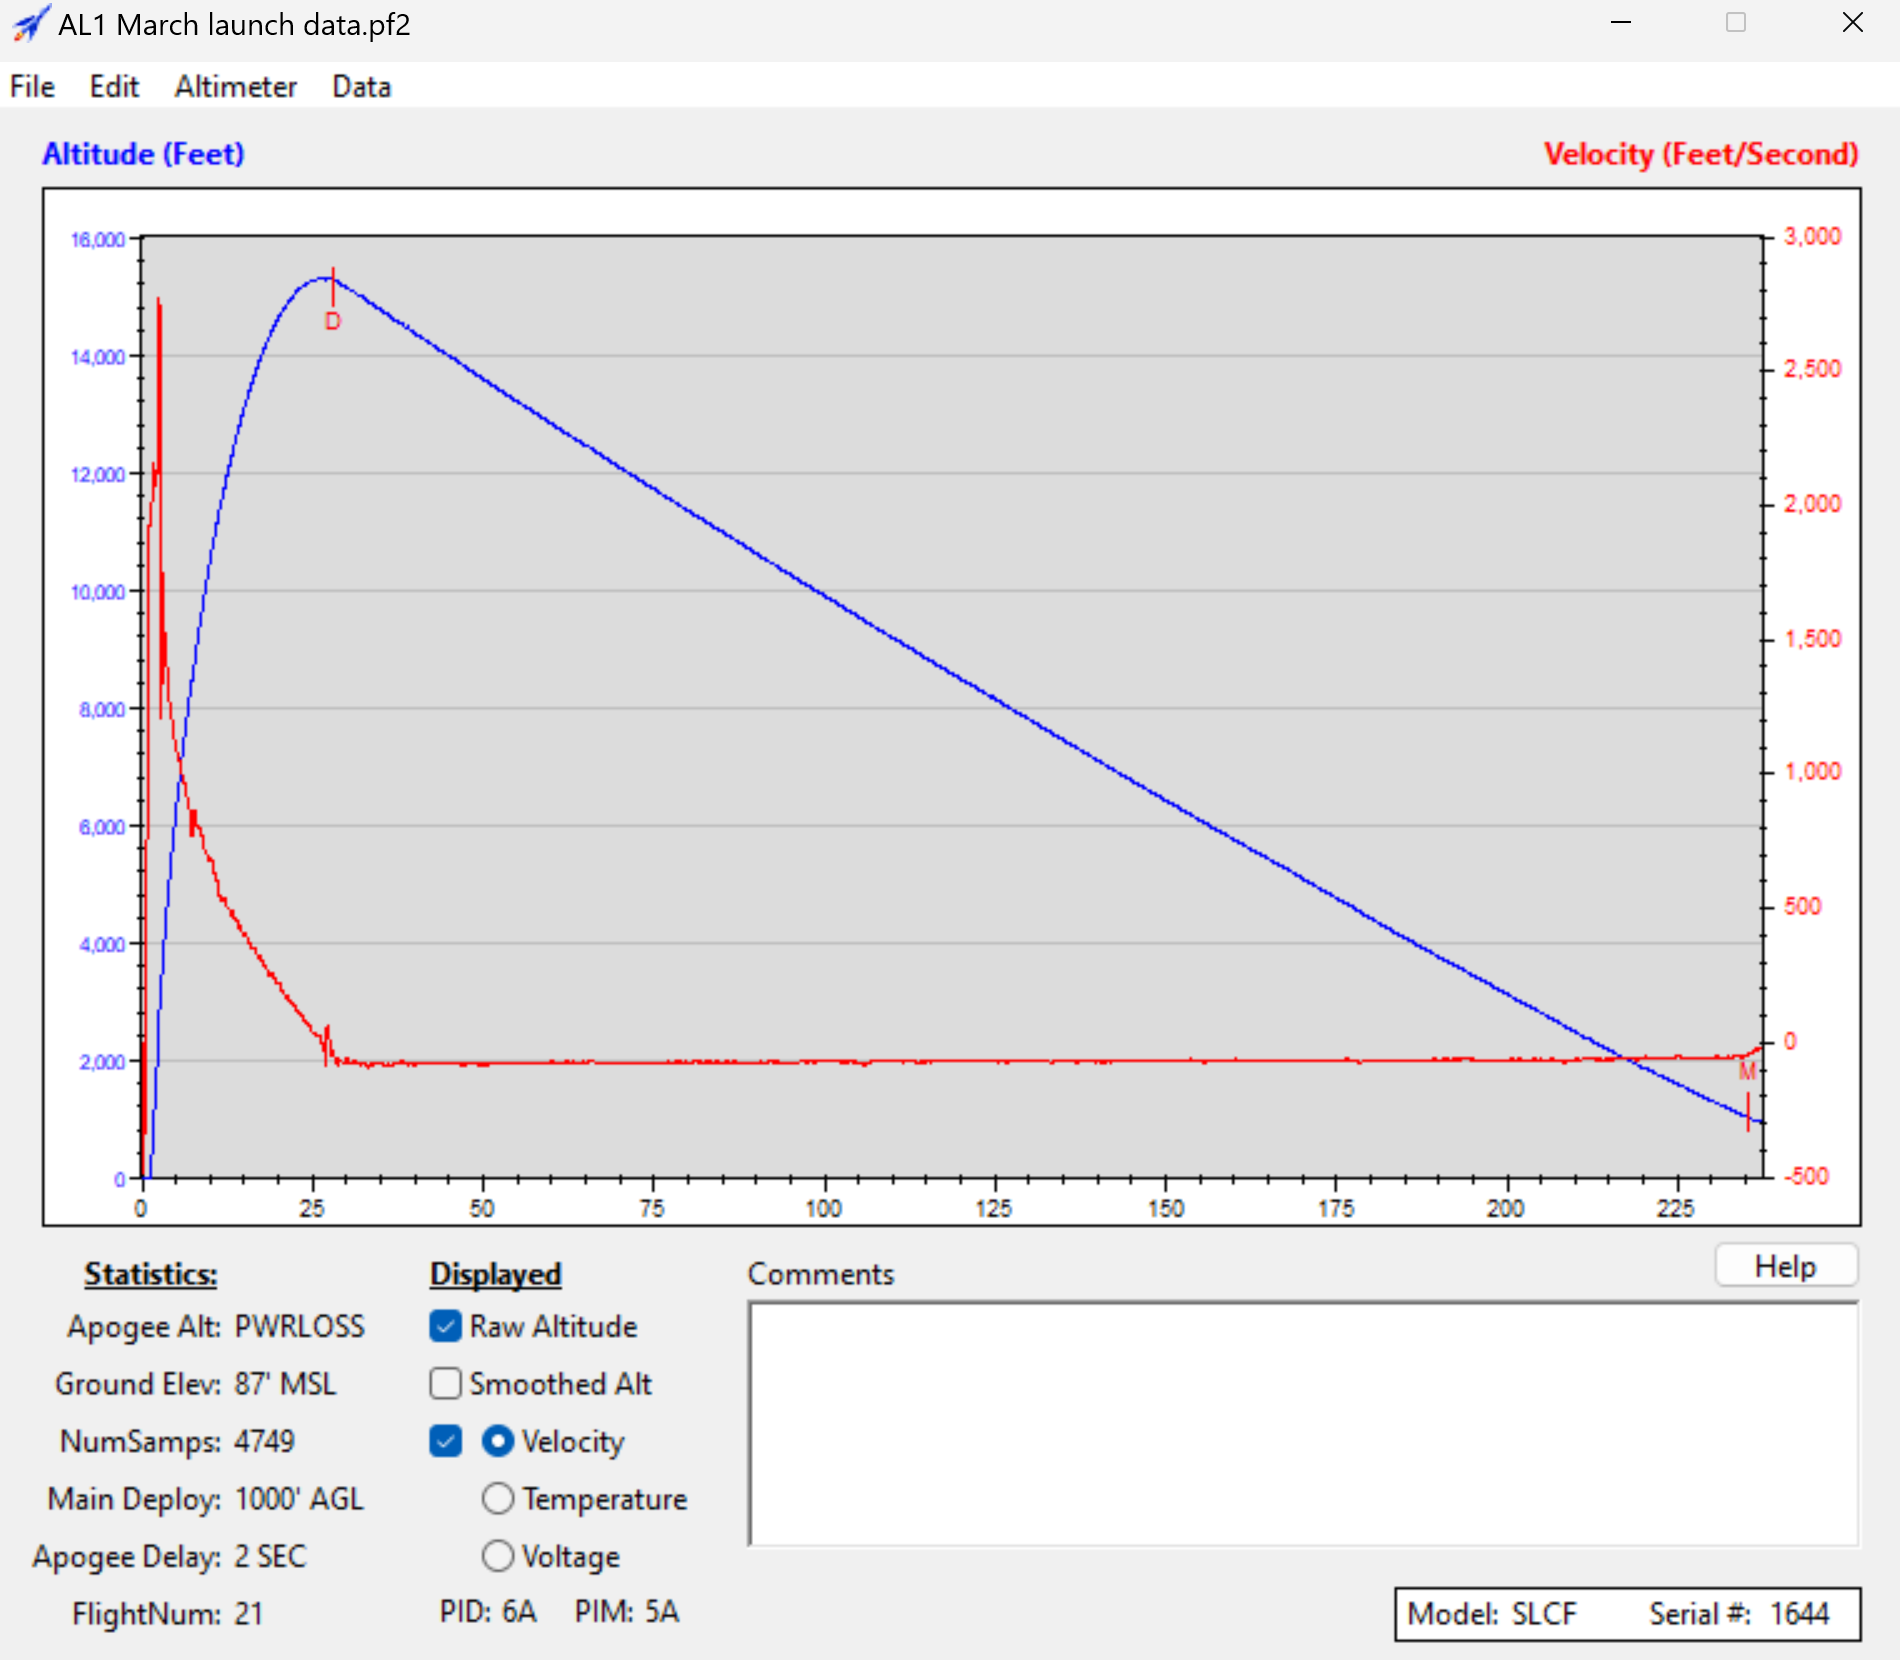 AL1 March launch data.pf2
File Edit Altimeter Data
Altitude (Feet) Velocity (Feet/Second)
16,000 3,000
D
14,000 2,500
12,000 2,000
10,000 1,500
8,000 1,000
6,000 500
4,000 0
2,000 M
0 -500
0 25 50 75 100 125 150 175 200 225
Statistics: Displayed Comments Help
Apogee Alt: PWRLOSS Raw Altitude
Ground Elev: 87' MSL Smoothed Alt
NumSamps: 4749 Velocity
Main Deploy: 1000' AGL Temperature
Apogee Delay: 2 SEC Voltage
FlightNum: 21 PID: 6A PIM: 5A Model: SLCF Serial #: 1644